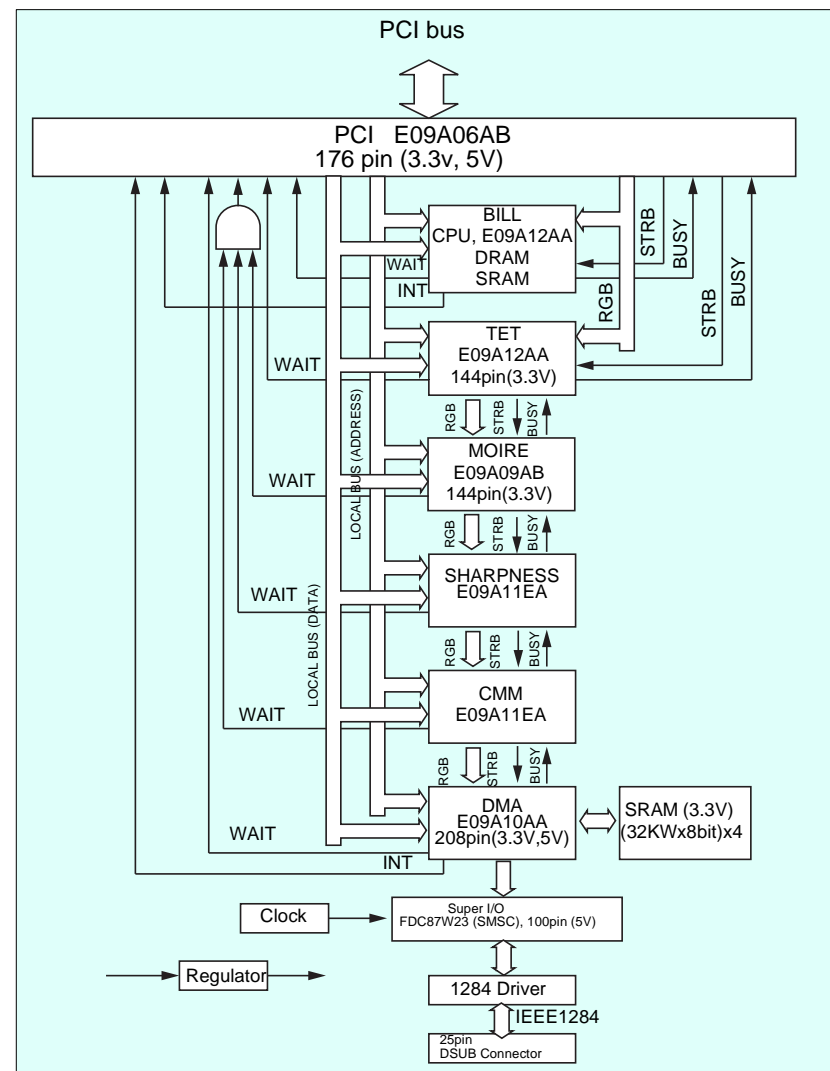 PCI bus
PCI E09A06AB
176 pin (3.3v, 5V)
BILL
CPU, E09A12AA
DRAM
SRAM
WAIT
INT
STRB
BUSY
RGB
STRB
BUSY
TET
E09A12AA
144pin(3.3V)
WAIT
LOCAL BUS (ADDRESS)
LOCAL BUS (DATA)
RGB
STRB
BUSY
MOIRE
E09A09AB
144pin(3.3V)
WAIT
RGB
STRB
BUSY
SHARPNESS
E09A11EA
WAIT
RGB
STRB
BUSY
CMM
E09A11EA
WAIT
RGB
STRB
BUSY
DMA
E09A10AA
208pin(3.3V,5V)
WAIT
INT
SRAM (3.3V)
(32KWx8bit)x4
Super I/O
FDC87W23 (SMSC), 100pin (5V)
Clock
Regulator
1284 Driver
IEEE1284
25pin
DSUB Connector